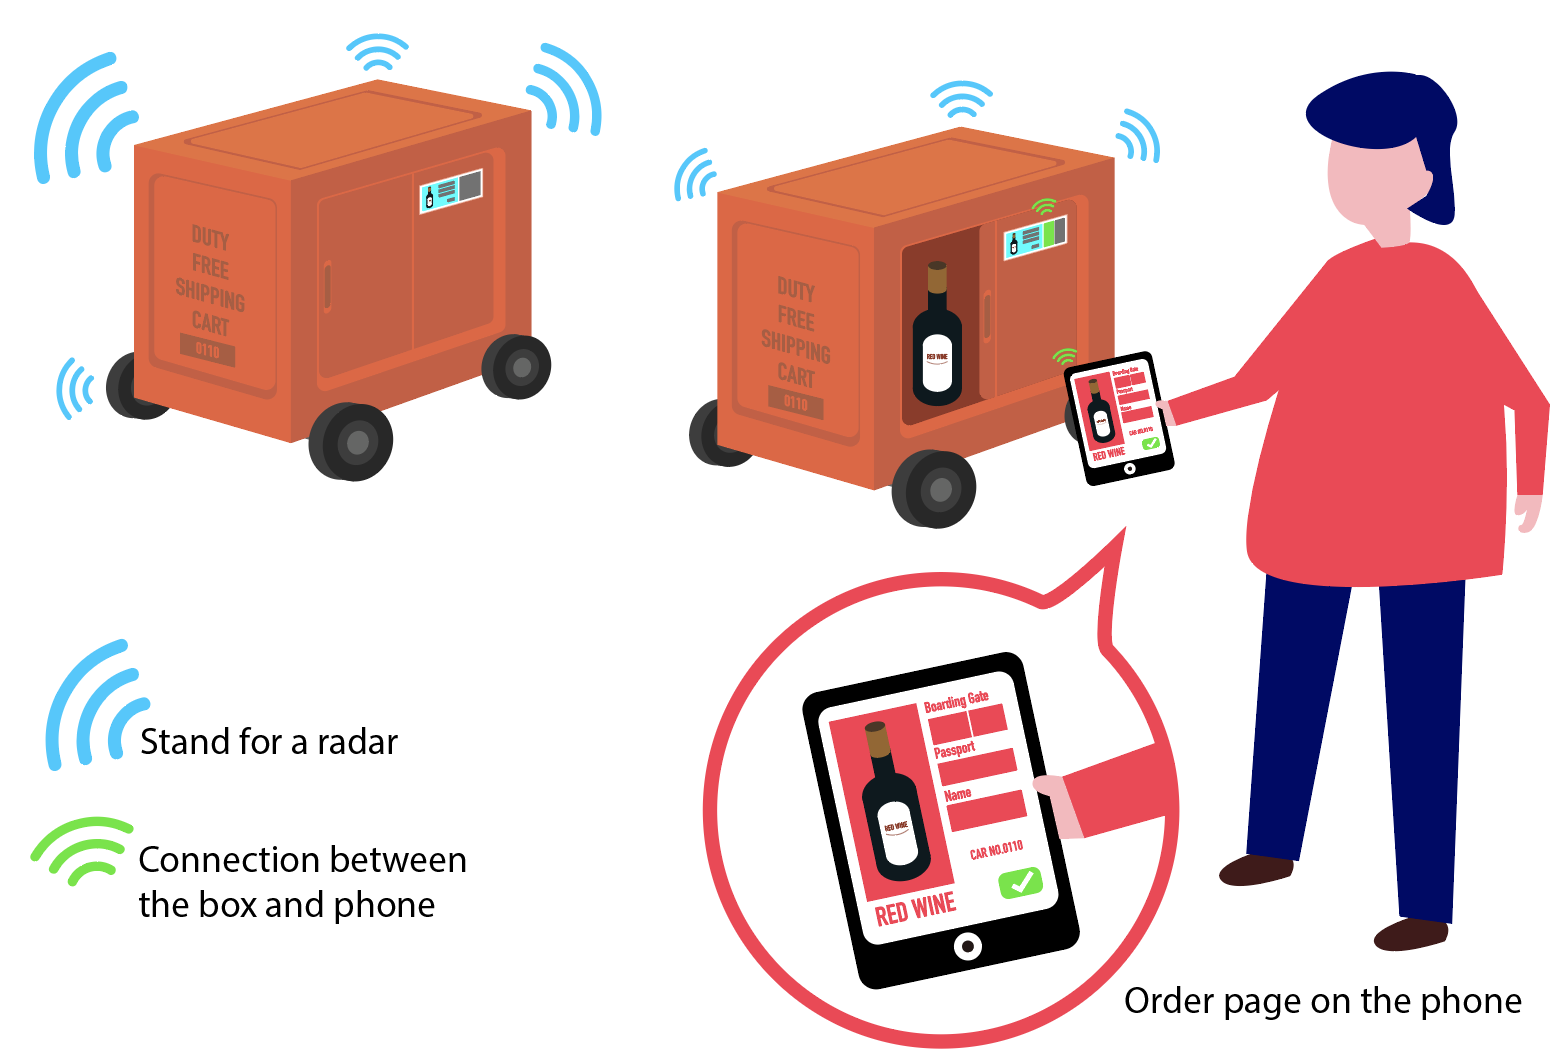 DUTY
FREE
SHIPPING
CART
0110
DUTY
FREE
SHIPPING
CART
0110
RED WINE
Boarding Gate
Passport
Name
CAR NO.0110
RED WINE
Stand for a radar
Connection between
the box and phone
Boarding Gate
Passport
Name
RED WINE
CAR NO.0110
RED WINE
Order page on the phone